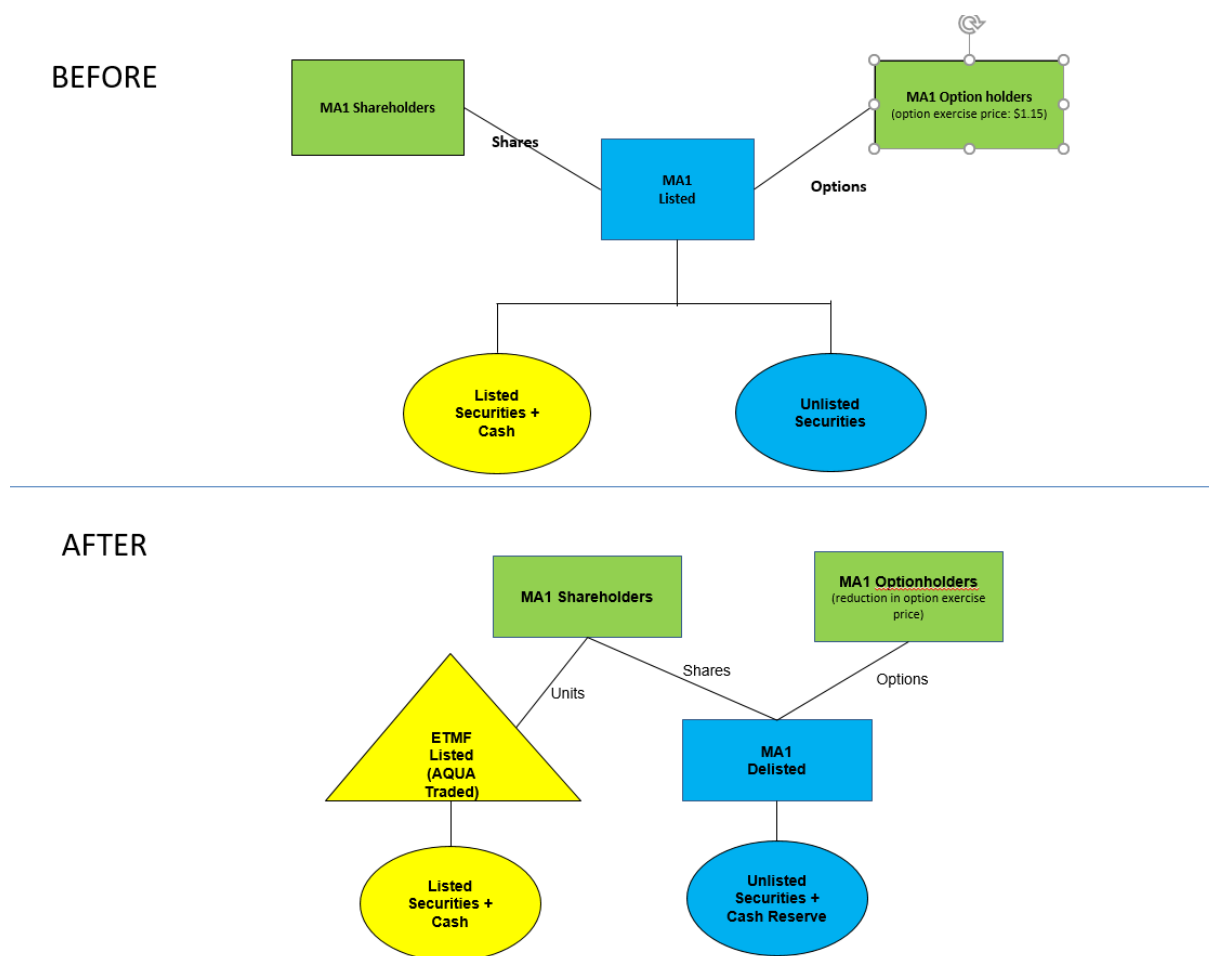 BEFORE
MA1 Shareholders
MA1 Option holders
(option exercise price: $1.15)
Shares
MA1
Listed
Options
Listed
Securities +
Cash
Unlisted
Securities
AFTER
MA1 Shareholders
MA1 Optionholders
(reduction in option exercise
price)
Units
Shares
Options
ETMF
Listed
(AQUA
Traded)
MA1
Delisted
Listed
Securities +
Cash
Unlisted
Securities +
Cash Reserve